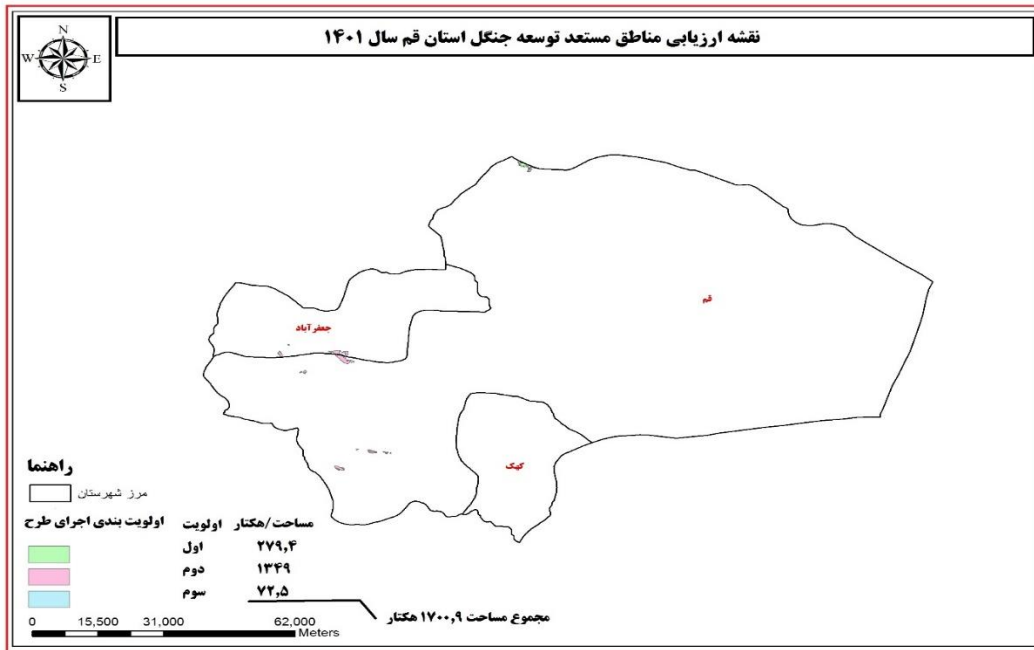 نقشه ارزیابی مناطق مستعد توسعه جنگل استان قم سال ۱۴۰۱
N
W E
S
قم
جعفرآباد
کهک
راهنما
مرز شهرستان
اولویت بندی اجرای طرح
اولویت مساحت/هکتار
اول ۲۷۹,۴
دوم ۱۳۴۹
سوم ۷۲,۵
مجموع مساحت ۱۷۰۰,۹ هکتار
0 15,500 31,000 62,000
Meters